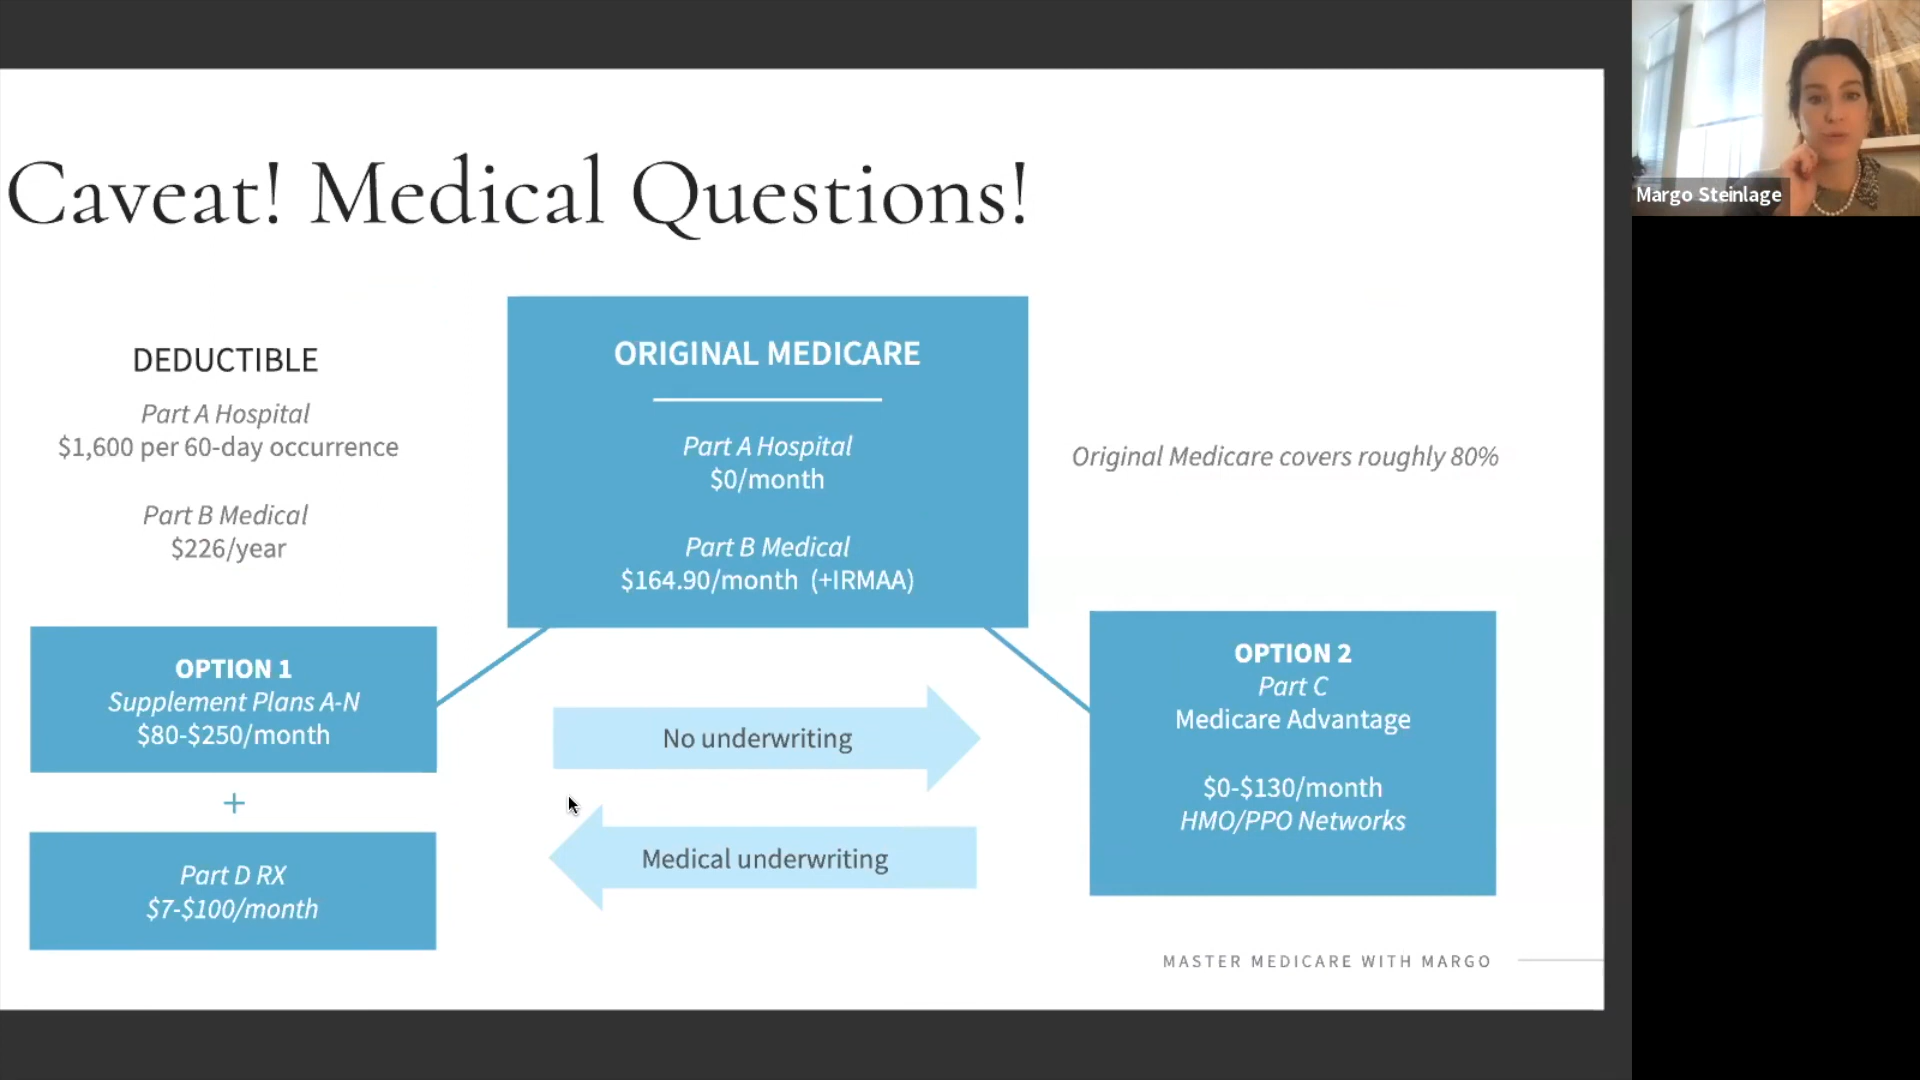 Caveat! Medical Questions!
DEDUCTIBLE
Part A Hospital
$1,600 per 60-day occurrence
Part B Medical
$226/year
ORIGINAL MEDICARE
Part A Hospital
$0/month
Part B Medical
$164.90/month (+IRMAA)
Original Medicare covers roughly 80%
OPTION 1
Supplement Plans A-N
$80-$250/month
+
Part D RX
$7-$100/month
No underwriting
Medical underwriting
OPTION 2
Part C
Medicare Advantage
$0-$130/month
HMO/PPO Networks
MASTER MEDICARE WITH MARGO
Margo Steinlage